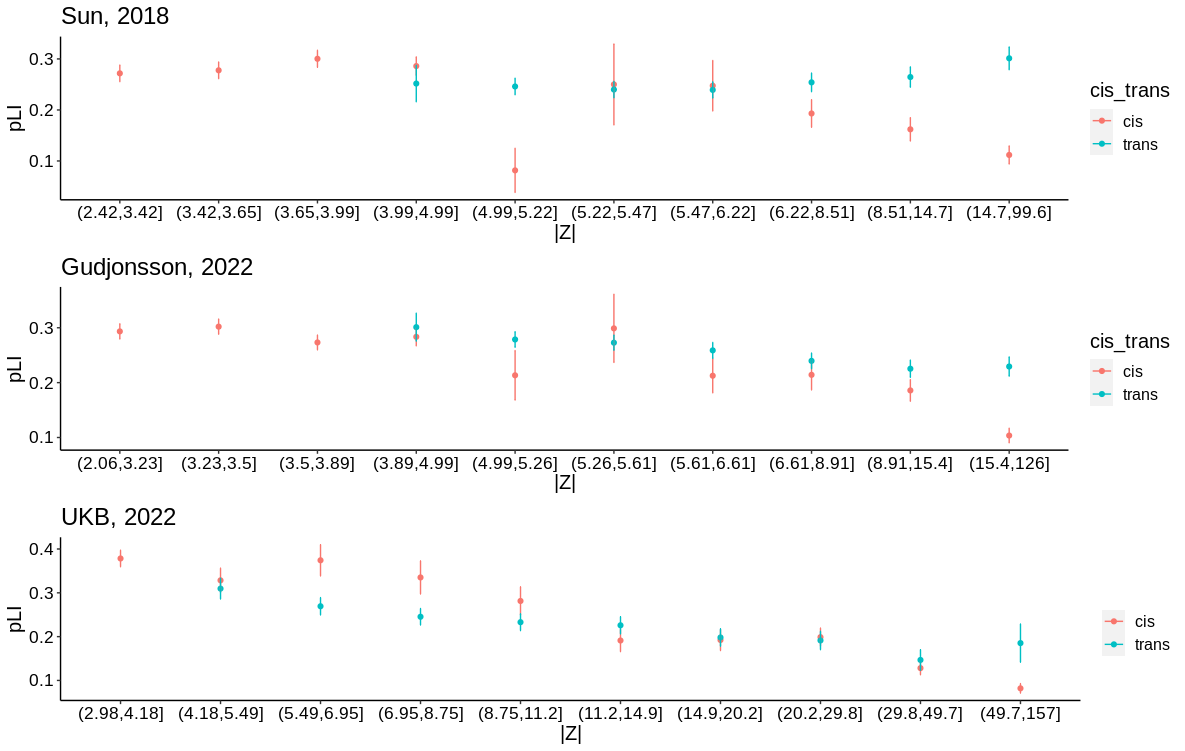 Sun, 2018
0.3
0.2
0.1
pLI
(2.42,3.42] (3.42,3.65] (3.65,3.99] (3.99,4.99] (4.99,5.22] (5.22,5.47] (5.47,6.22] (6.22,8.51] (8.51,14.7] (14.7,99.6]
|Z|
cis_trans
cis
trans
Gudjonsson, 2022
0.3
0.2
0.1
pLI
(2.06,3.23] (3.23,3.5] (3.5,3.89] (3.89,4.99] (4.99,5.26] (5.26,5.61] (5.61,6.61] (6.61,8.91] (8.91,15.4] (15.4,126]
|Z|
cis_trans
cis
trans
UKB, 2022
0.4
0.3
0.2
0.1
pLI
(2.98,4.18] (4.18,5.49] (5.49,6.95] (6.95,8.75] (8.75,11.2] (11.2,14.9] (14.9,20.2] (20.2,29.8] (29.8,49.7] (49.7,157]
|Z|
cis
trans